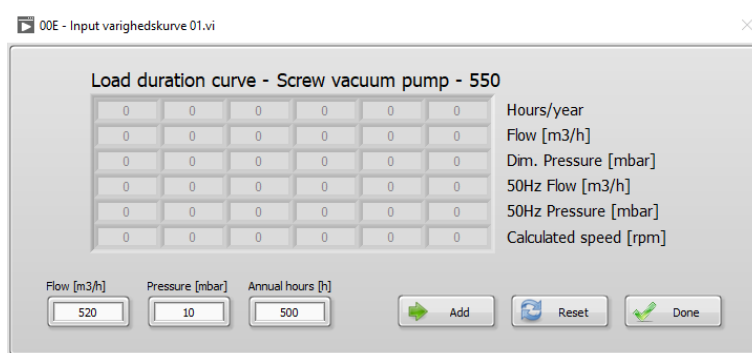 00E - Input varighedskurve 01.vi
Load duration curve - Screw vacuum pump - 550
0 0 0 0 0 0 Hours/year
0 0 0 0 0 0 Flow [m3/h]
0 0 0 0 0 0 Dim. Pressure [mbar]
0 0 0 0 0 0 50Hz Flow [m3/h]
0 0 0 0 0 0 50Hz Pressure [mbar]
0 0 0 0 0 0 Calculated speed [rpm]
Flow [m3/h] Pressure [mbar] Annual hours [h]
520 10 500 Add Reset Done